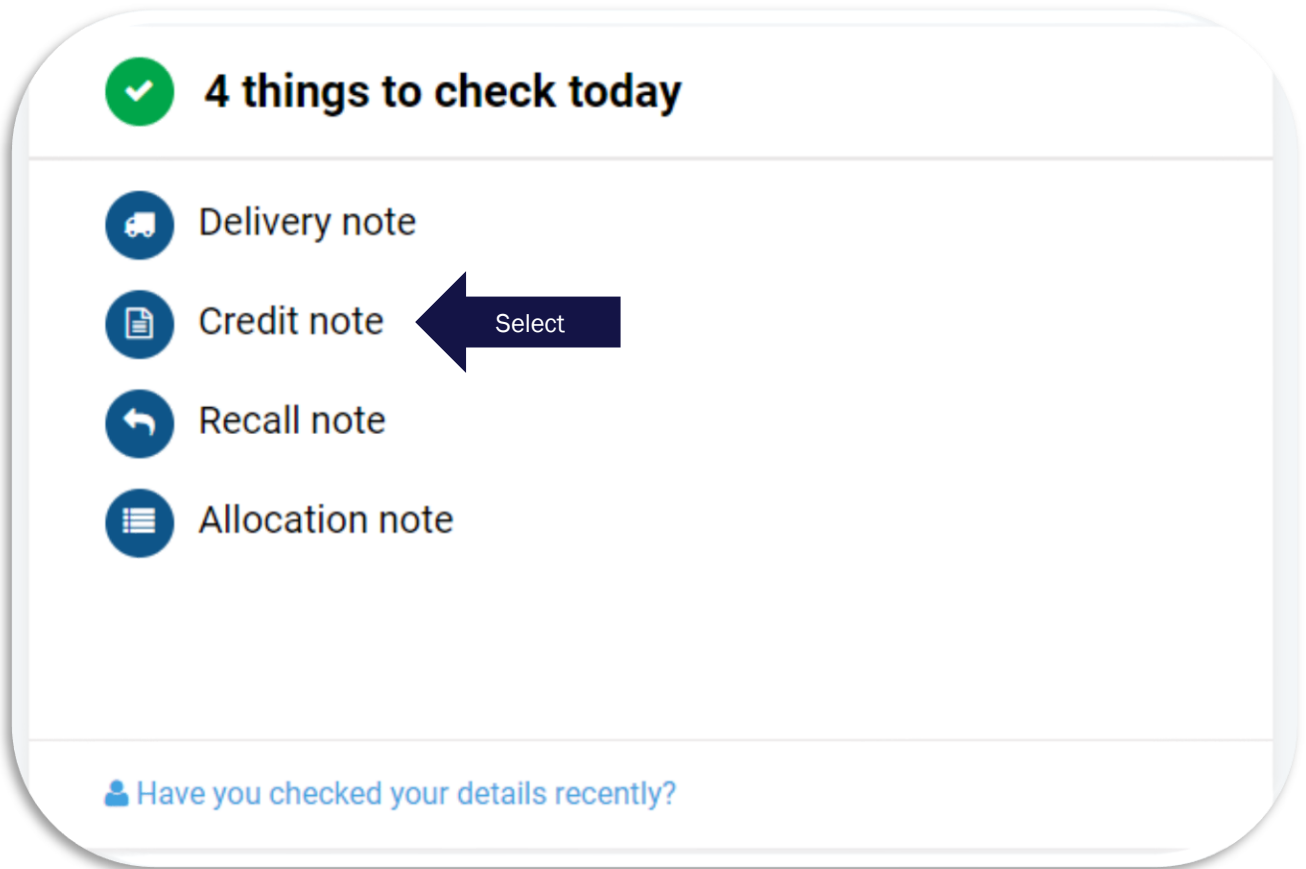 4 things to check today
Delivery note
Credit note
Select
Recall note
Allocation note
Have you checked your details recently?